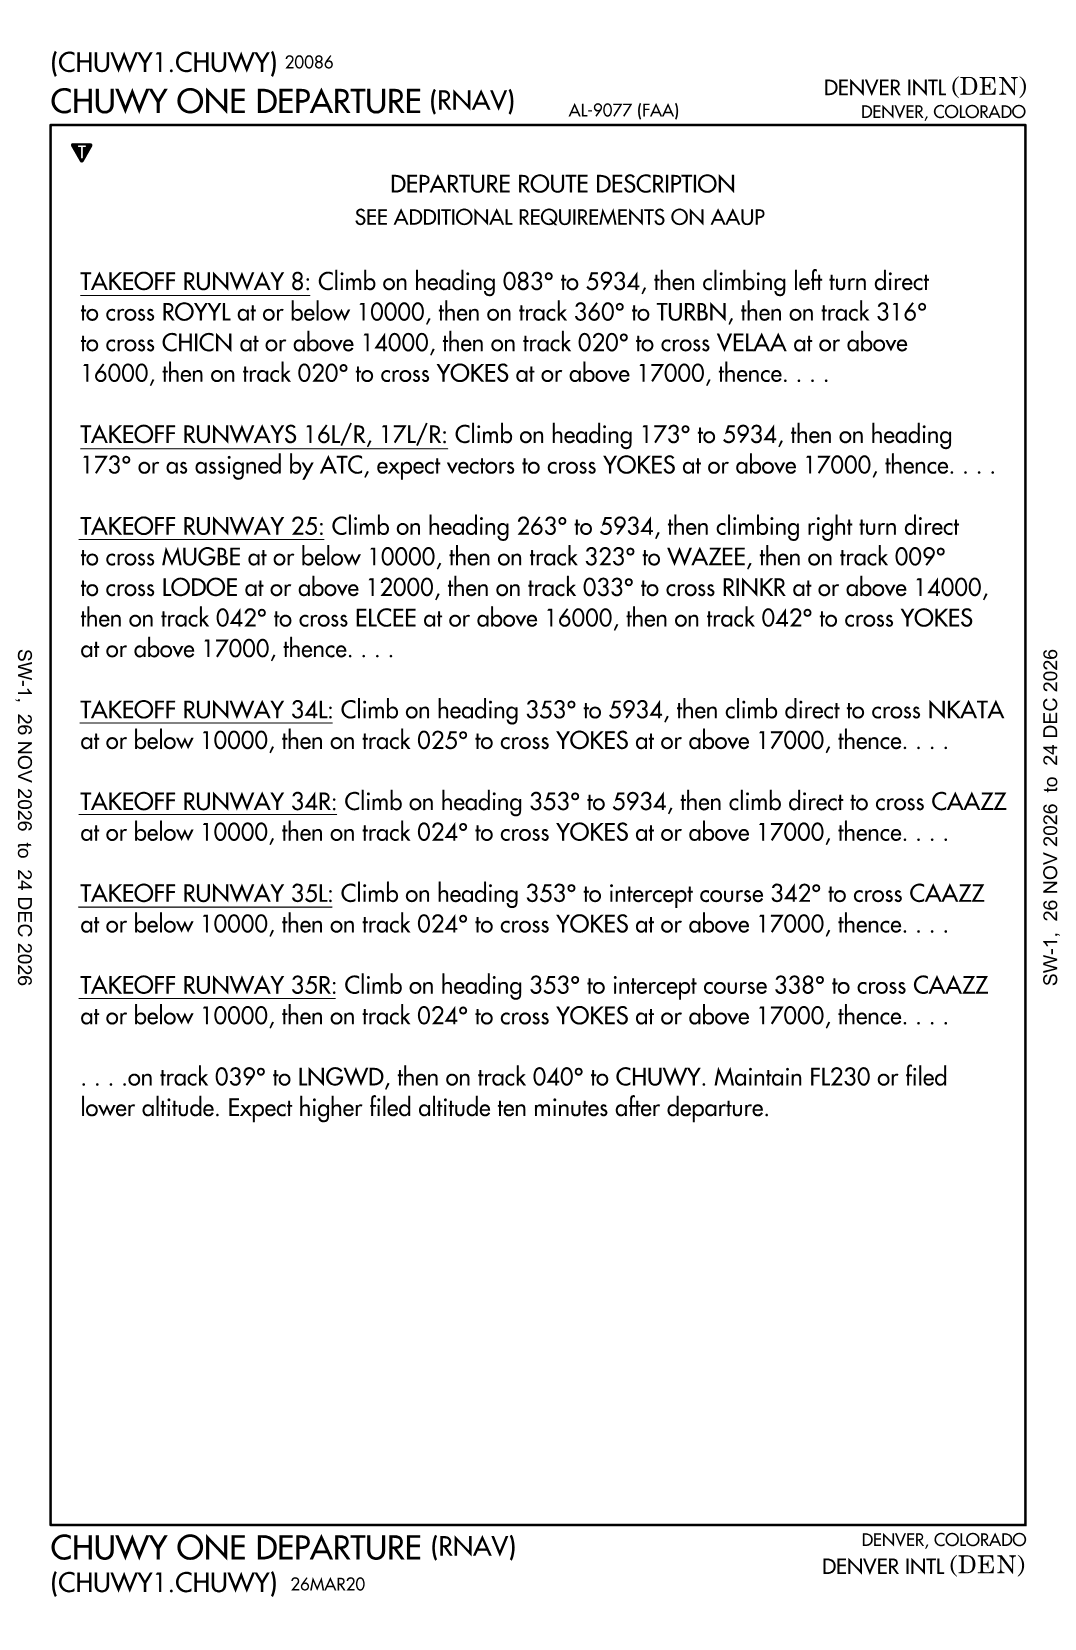 (CHUWY1.CHUWY) 20086
CHUWY ONE DEPARTURE (RNAV)
AL-9077 (FAA)
DENVER INTL (DEN)
DENVER, COLORADO
T
DEPARTURE ROUTE DESCRIPTION
SEE ADDITIONAL REQUIREMENTS ON AAUP
TAKEOFF RUNWAY 8: Climb on heading 083° to 5934, then climbing left turn direct
to cross ROYYL at or below 10000, then on track 360° to TURBN, then on track 316°
to cross CHICN at or above 14000, then on track 020° to cross VELAA at or above
16000, then on track 020° to cross YOKES at or above 17000, thence. . . .
TAKEOFF RUNWAYS 16L/R, 17L/R: Climb on heading 173° to 5934, then on heading
173° or as assigned by ATC, expect vectors to cross YOKES at or above 17000, thence. . . .
TAKEOFF RUNWAY 25: Climb on heading 263° to 5934, then climbing right turn direct
to cross MUGBE at or below 10000, then on track 323° to WAZEE, then on track 009°
to cross LODOE at or above 12000, then on track 033° to cross RINKR at or above 14000,
then on track 042° to cross ELCEE at or above 16000, then on track 042° to cross YOKES
at or above 17000, thence. . . .
TAKEOFF RUNWAY 34L: Climb on heading 353° to 5934, then climb direct to cross NKATA
at or below 10000, then on track 025° to cross YOKES at or above 17000, thence. . . .
TAKEOFF RUNWAY 34R: Climb on heading 353° to 5934, then climb direct to cross CAAZZ
at or below 10000, then on track 024° to cross YOKES at or above 17000, thence. . . .
TAKEOFF RUNWAY 35L: Climb on heading 353° to intercept course 342° to cross CAAZZ
at or below 10000, then on track 024° to cross YOKES at or above 17000, thence. . . .
TAKEOFF RUNWAY 35R: Climb on heading 353° to intercept course 338° to cross CAAZZ
at or below 10000, then on track 024° to cross YOKES at or above 17000, thence. . . .
. . . .on track 039° to LNGWD, then on track 040° to CHUWY. Maintain FL230 or filed
lower altitude. Expect higher filed altitude ten minutes after departure.
SW-1, 26 NOV 2026 to 24 DEC 2026
SW-1, 26 NOV 2026 to 24 DEC 2026
CHUWY ONE DEPARTURE (RNAV)
(CHUWY1.CHUWY) 26MAR20
DENVER, COLORADO
DENVER INTL (DEN)